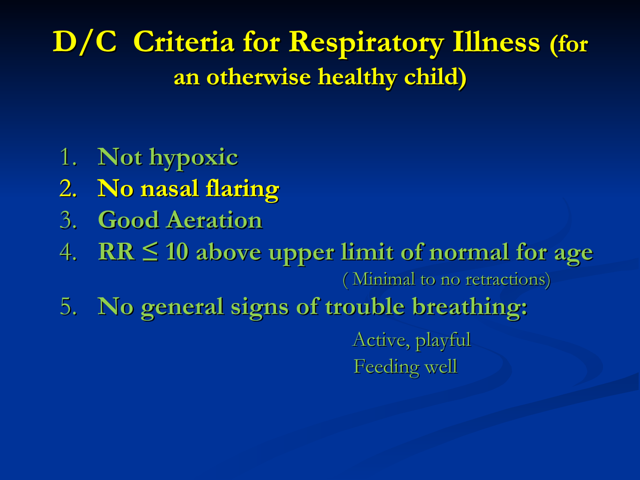 D/C Criteria for Respiratory Illness (for
an otherwise healthy child)
1. Not hypoxic
2. No nasal flaring
3. Good Aeration
4. RR ≤ 10 above upper limit of normal for age
( Minimal to no retractions)
5. No general signs of trouble breathing:
Active, playful
Feeding well